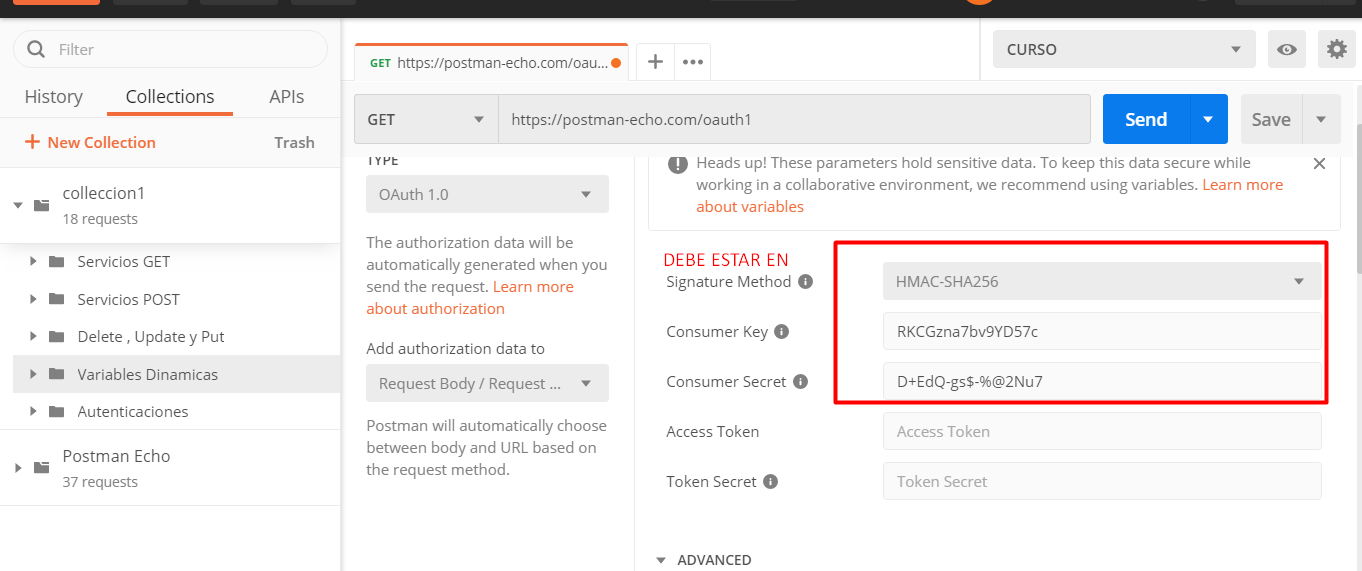 Filter
History
Collections
APIs
+ New Collection
Trash
colleccion1
18 requests
Servicios GET
Servicios POST
Delete , Update y Put
Variables Dinamicas
Autenticaciones
Postman Echo
37 requests
GET https://postman-echo.com/oau...
CURSO
GET
https://postman-echo.com/oauth1
Send
Save
TYPE
OAuth 1.0
The authorization data will be
automatically generated when you
send the request. Learn more
about authorization
Add authorization data to
Request Body / Request ...
Postman will automatically choose
between body and URL based on
the request method.
Heads up! These parameters hold sensitive data. To keep this data secure while
working in a collaborative environment, we recommend using variables. Learn more
about variables
DEBE ESTAR EN
Signature Method
HMAC-SHA256
Consumer Key
RKCGzna7bv9YD57c
Consumer Secret
D+EdQ-gs$-%@2Nu7
Access Token
Access Token
Token Secret
Token Secret
ADVANCED